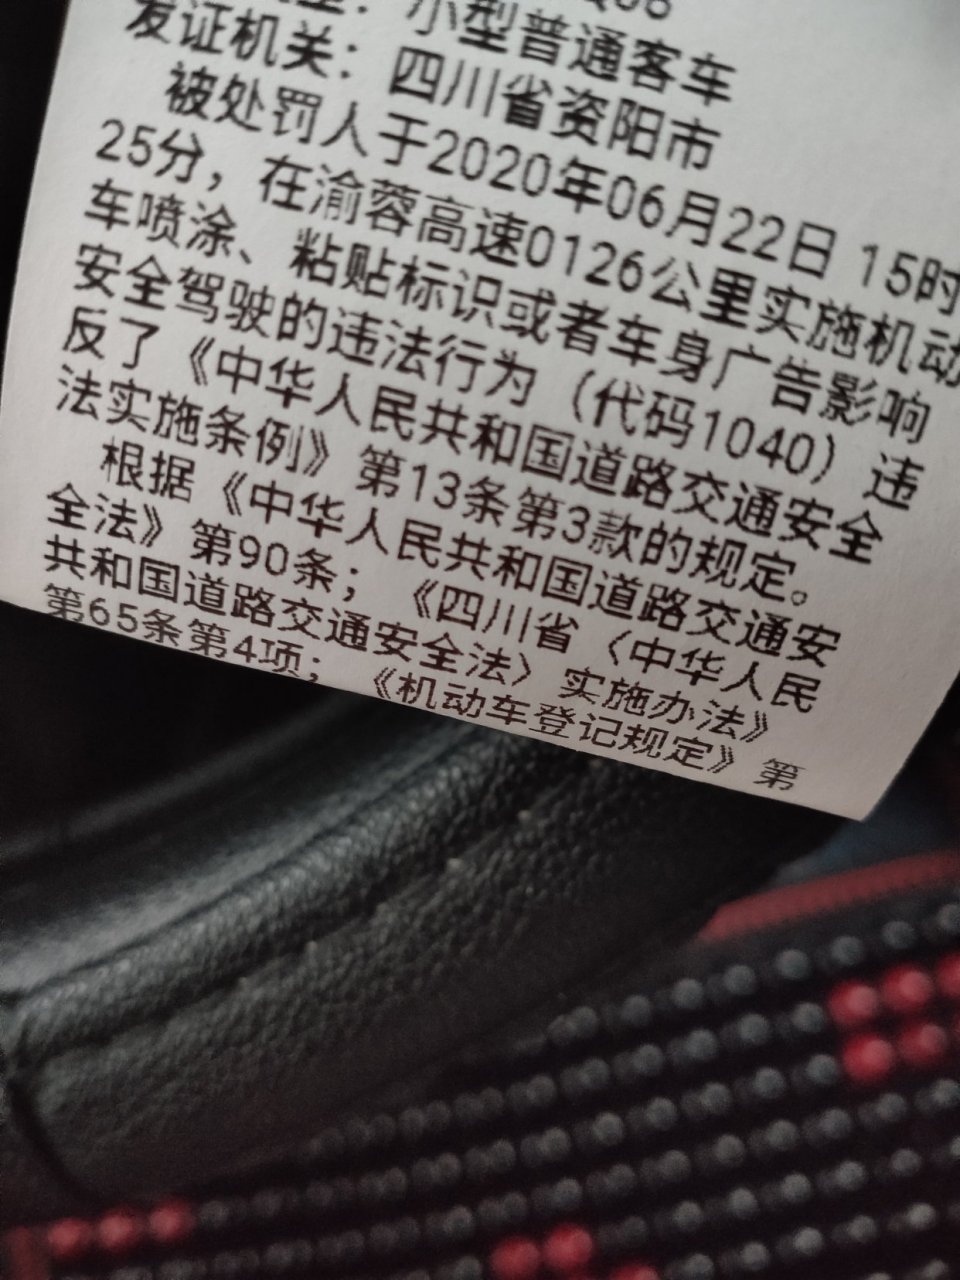 小型普通客车
发证机关：四川省资阳市
被处罚人于2020年06月22日 15时
25分，在渝蓉高速0126公里实施机动
车喷涂、粘贴标识或者车身广告影响
安全驾驶的违法行为（代码1040）违
反了《中华人民共和国道路交通安全
法实施条例》第13条第3款的规定。
根据《中华人民共和国道路交通安
全法》第90条；《四川省〈中华人民
共和国道路交通安全法〉实施办法》
第65条第4项；《机动车登记规定》第